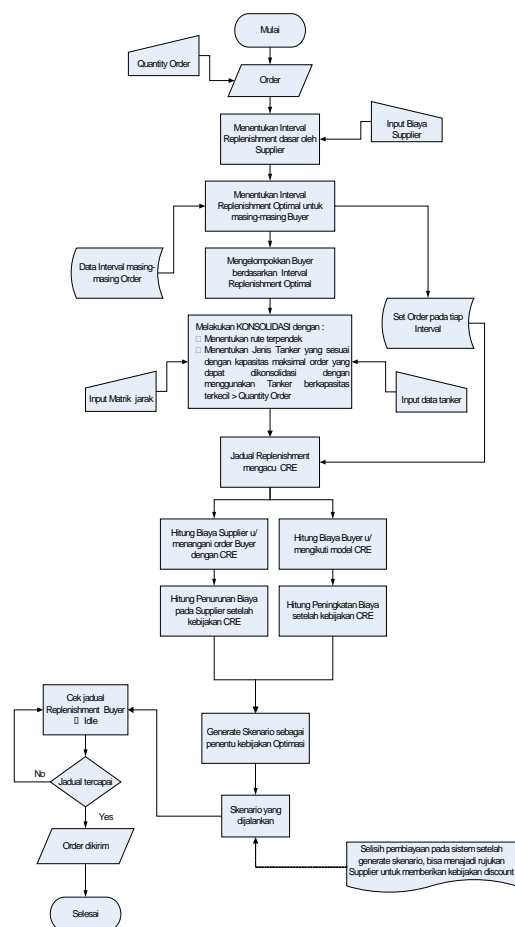 Mulai
Quantity Order
Order
Menentukan Interval
Replenishment dasar oleh
Supplier
Input Biaya
Supplier
Menentukan Interval
Replenishment Optimal untuk
masing-masing Buyer
Data Interval masing-
masing Order
Mengelompokkan Buyer
berdasarkan Interval
Replenishment Optimal
Set Order pada tiap
Interval
Melakukan KONSOLIDASI dengan :
□ Menentukan rute terpendek
□ Menentukan Jenis Tanker yang sesuai
dengan kapasitas maksimal order yang
dapat dikonsolidasi dengan
menggunakan Tanker berkapasitas
terkecil > Quantity Order
Input Matrik jarak
Input data tanker
Jadual Replenishment
mengacu CRE
Hitung Biaya Supplier u/
menangani order Buyer
dengan CRE
Hitung Biaya Buyer u/
mengikuti model CRE
Hitung Penurunan Biaya
pada Supplier setelah
kebijakan CRE
Hitung Peningkatan Biaya
setelah kebijakan CRE
Cek jadual
Replenishment Buyer
□ Idle
Generate Skenario sebagai
penentu kebijakan Optimasi
No
Jadual tercapai
Yes
Skenario yang
dijalankan
Order dikirim
Selisih pembiayaan pada sistem setelah
generate skenario, bisa menajadi rujukan
Supplier untuk memberikan kebijakan discount
Selesai